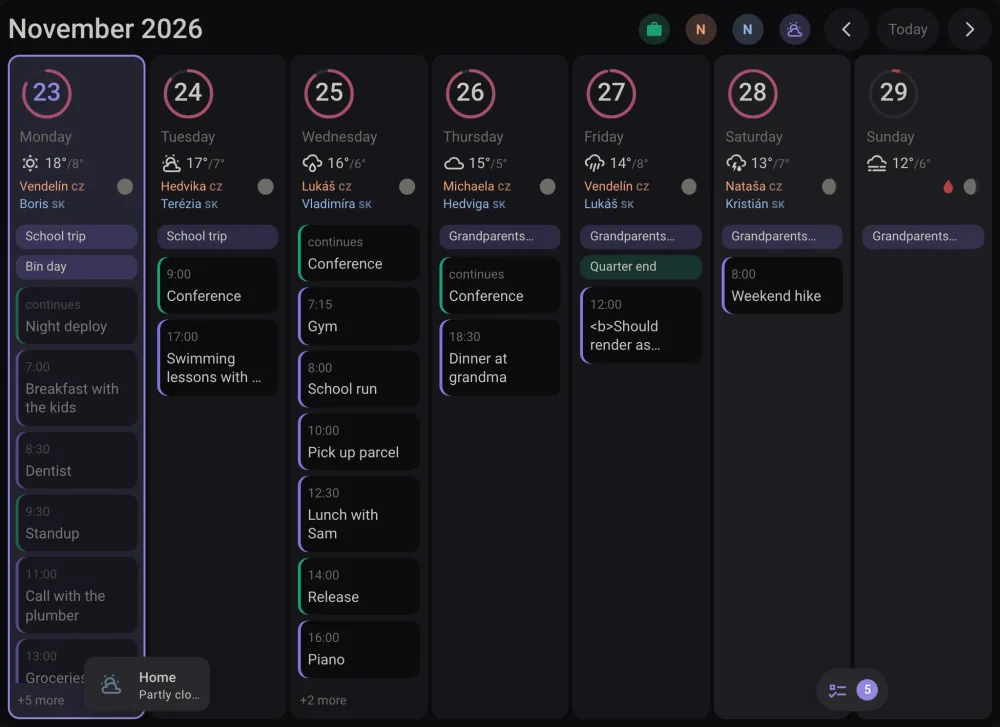 November 2026
N
N
Today
23
Monday
18°/8°
Vendelín CZ
Boris SK
School trip
Bin day
continues
Night deploy
7:00
Breakfast with
the kids
8:30
Dentist
9:30
Standup
11:00
Call with the
plumber
13:00
Groceries
+5 more
24
Tuesday
17°/7°
Hedvika CZ
Terézia SK
School trip
9:00
Conference
17:00
Swimming
lessons with ...
25
Wednesday
16°/6°
Lukáš CZ
Vladimíra SK
continues
Conference
7:15
Gym
8:00
School run
10:00
Pick up parcel
12:30
Lunch with
Sam
14:00
Release
16:00
Piano
+2 more
26
Thursday
15°/5°
Michaela CZ
Hedviga SK
Grandparents...
continues
Conference
18:30
Dinner at
grandma
27
Friday
14°/8°
Vendelín CZ
Lukáš SK
Grandparents...
Quarter end
12:00
<b>Should
render as...
28
Saturday
13°/7°
Nataša CZ
Kristián SK
Grandparents...
8:00
Weekend hike
29
Sunday
12°/6°
Grandparents...
Home
Partly clo...
5